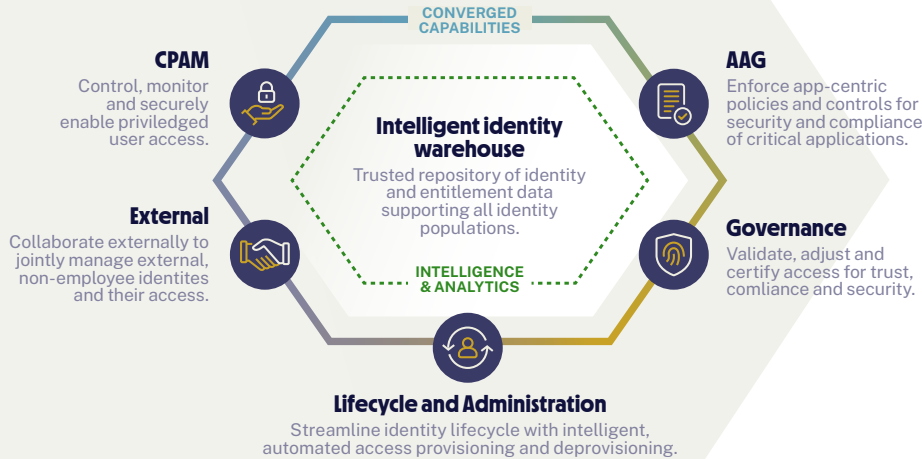 CONVERGED
CAPABILITIES
CPAM
Control, monitor
and securely
enable priviledged
user access.
AAG
Enforce app-centric
policies and controls for
security and compliance
of critical applications.
Intelligent identity
warehouse
Trusted repository of identity
and entitlement data
supporting all identity
populations.
External
Collaborate externally to
jointly manage external,
non-employee identites
and their access.
Governance
Validate, adjust and
certify access for trust,
comliance and security.
INTELLIGENCE
& ANALYTICS
Lifecycle and Administration
Streamline identity lifecycle with intelligent,
automated access provisioning and deprovisioning.